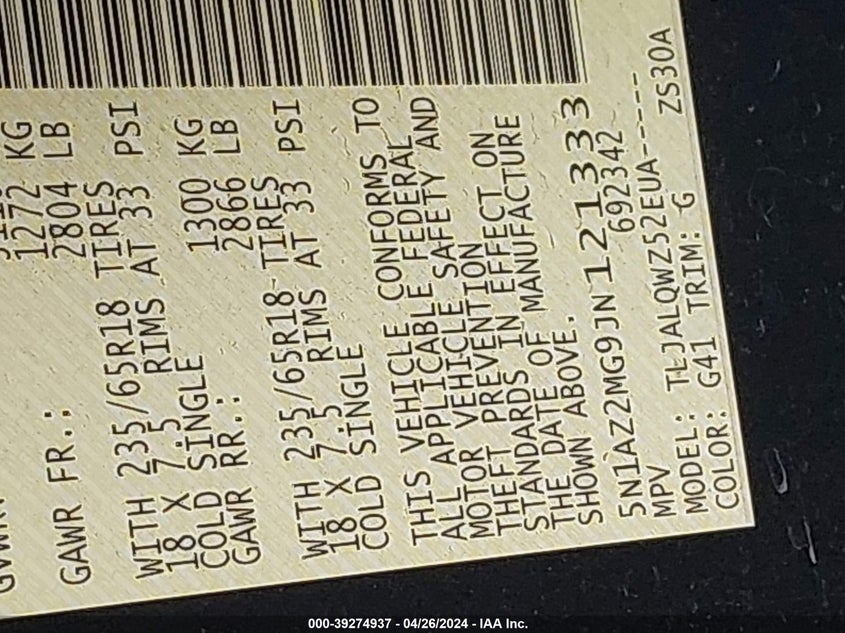 1272 KG
GAWR FR.: 2804 LB
WITH 235/65R18 TIRES
18 X 7.5 RIMS AT 33 PSI
COLD SINGLE
1300 KG
GAWR RR.: 2866 LB
WITH 235/65R18 TIRES
18 X 7.5 RIMS AT 33 PSI
COLD SINGLE
THIS VEHICLE CONFORMS TO
ALL APPLICABLE FEDERAL
MOTOR VEHICLE SAFETY AND
THEFT PREVENTION
STANDARDS IN EFFECT ON
THE DATE OF MANUFACTURE
SHOWN ABOVE.
5N1AZ2MG9JN121333
MPV 692342
MODEL: TLJALQWZ52EUA-----
COLOR: G41 TRIM: G ZS30A
000-39274937 - 04/26/2024 - IAA Inc.